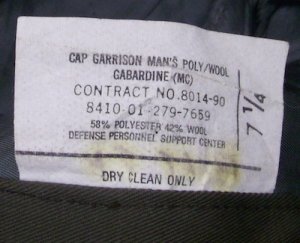 CAP GARRISON MAN'S POLY/WOOL
GABARDINE (MC)
CONTRACT NO. 8014-90
8410-01-279-7659
58% POLYESTER 42% WOOL
DEFENSE PERSONNEL SUPPORT CENTER
DRY CLEAN ONLY
7 1/4